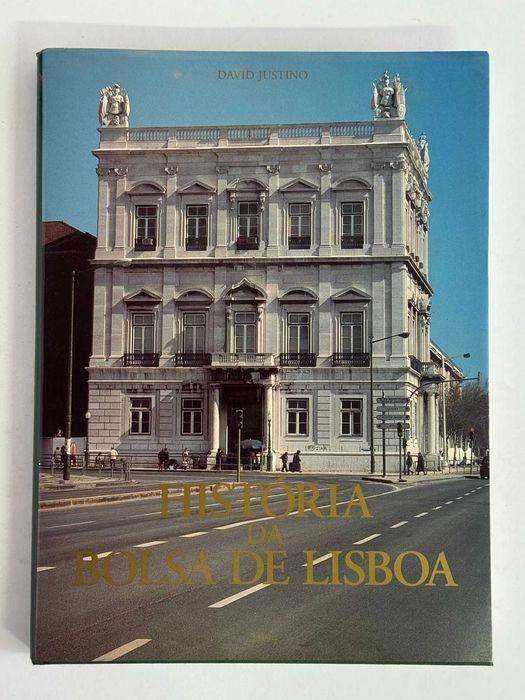 DAVID JUSTINO
HISTÓRIA
DA
BOLSA DE LISBOA